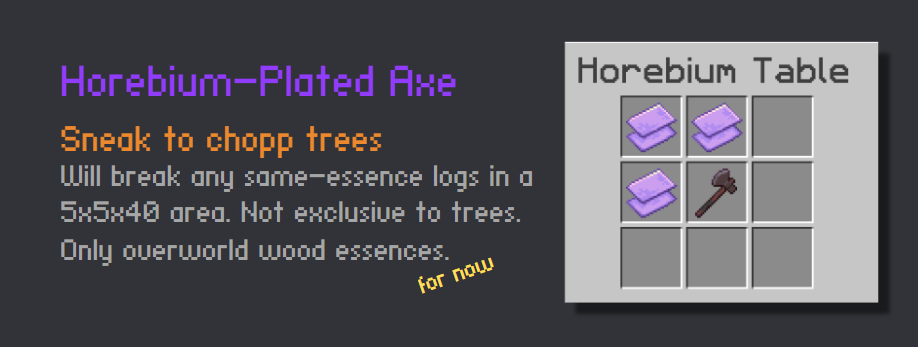 Horebium-Plated Axe
Sneak to chopp trees
Will break any same-essence logs in a
5x5x40 area. Not exclusive to trees.
Only overworld wood essences.
for now
Horebium Table